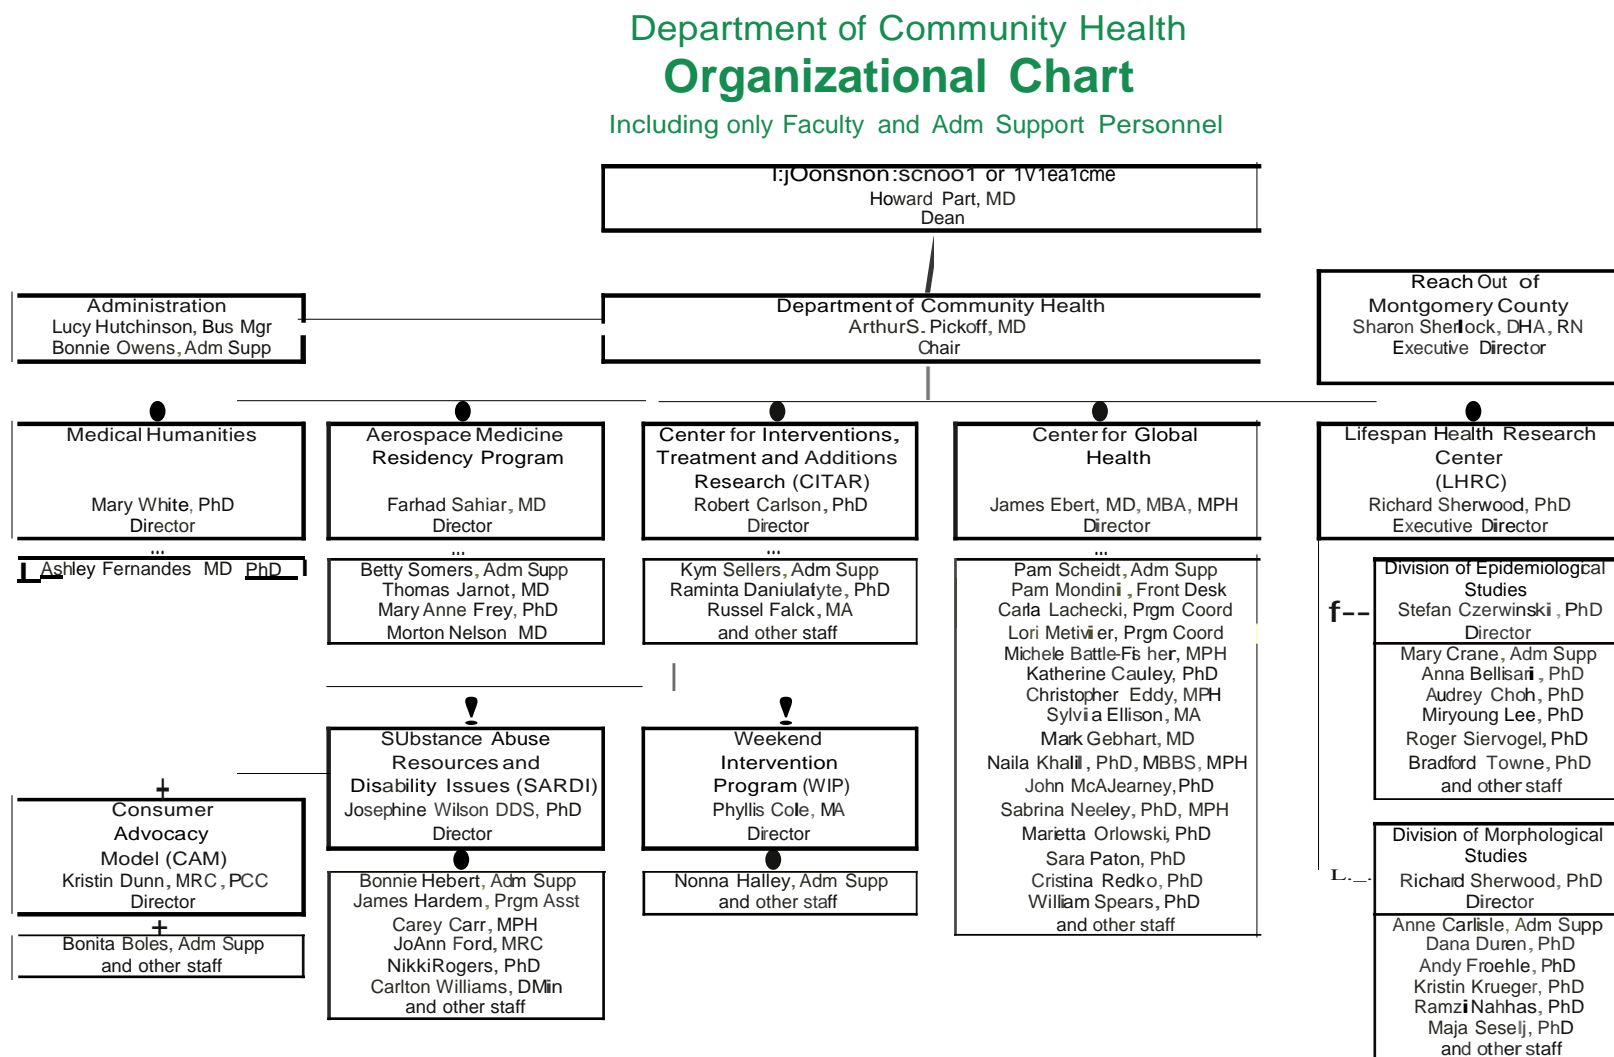 Department of Community Health
Organizational Chart
Including only Faculty and Adm Support Personnel
Howard Part, MD
Dean
Administration
Lucy Hutchinson, Bus Mgr
Bonnie Owens, Adm Supp
Department of Community Health
Arthur S. Pickoff, MD
Chair
Reach Out of
Montgomery County
Sharon Sherlock, DHA, RN
Executive Director
Medical Humanities
Mary White, PhD
Director
...
Ashley Fernandes MD PhD
Aerospace Medicine
Residency Program
Farhad Sahiar, MD
Director
...
Betty Somers, Adm Supp
Thomas Jarnot, MD
Mary Anne Frey, PhD
Morton Nelson MD
Center for Interventions,
Treatment and Additions
Research (CITAR)
Robert Carlson, PhD
Director
...
Kym Sellers, Adm Supp
Raminta Daniulatyte, PhD
Russel Falck, MA
and other staff
Center for Global
Health
James Ebert, MD, MBA, MPH
Director
...
Pam Scheidt, Adm Supp
Pam Mondini, Front Desk
Carla Lachecki, Prgm Coord
Lori Metivier, Prgm Coord
Michele Battle-Fisher, MPH
Katherine Cauley, PhD
Christopher Eddy, MPH
Sylvia Ellison, MA
Mark Gebhart, MD
Naila Khalil, PhD, MBBS, MPH
John McAJearney, PhD
Sabrina Neeley, PhD, MPH
Marietta Orlowski, PhD
Sara Paton, PhD
Cristina Redko, PhD
William Spears, PhD
and other staff
Lifespan Health Research
Center
(LHRC)
Richard Sherwood, PhD
Executive Director
Division of Epidemiological
Studies
Stefan Czerwinski, PhD
Director
Mary Crane, Adm Supp
Anna Bellisari, PhD
Audrey Choh, PhD
Miryoung Lee, PhD
Roger Siervogel, PhD
Bradford Towne, PhD
and other staff
Division of Morphological
Studies
Richard Sherwood, PhD
Director
Anne Carlisle, Adm Supp
Dana Duren, PhD
Andy Froehle, PhD
Kristin Krueger, PhD
Ramzi Nahhas, PhD
Maja Seselj, PhD
and other staff
SUbstance Abuse
Resources and
Disability Issues (SARDI)
Josephine Wilson DDS, PhD
Director
Bonnie Hebert, Adm Supp
James Hardem, Prgm Asst
Carey Carr, MPH
JoAnn Ford, MRC
Nikki Rogers, PhD
Carlton Williams, DMin
and other staff
Weekend
Intervention
Program (WIP)
Phyllis Cole, MA
Director
Nonna Halley, Adm Supp
and other staff
Consumer
Advocacy
Model (CAM)
Kristin Dunn, MRC, PCC
Director
Bonita Boles, Adm Supp
and other staff